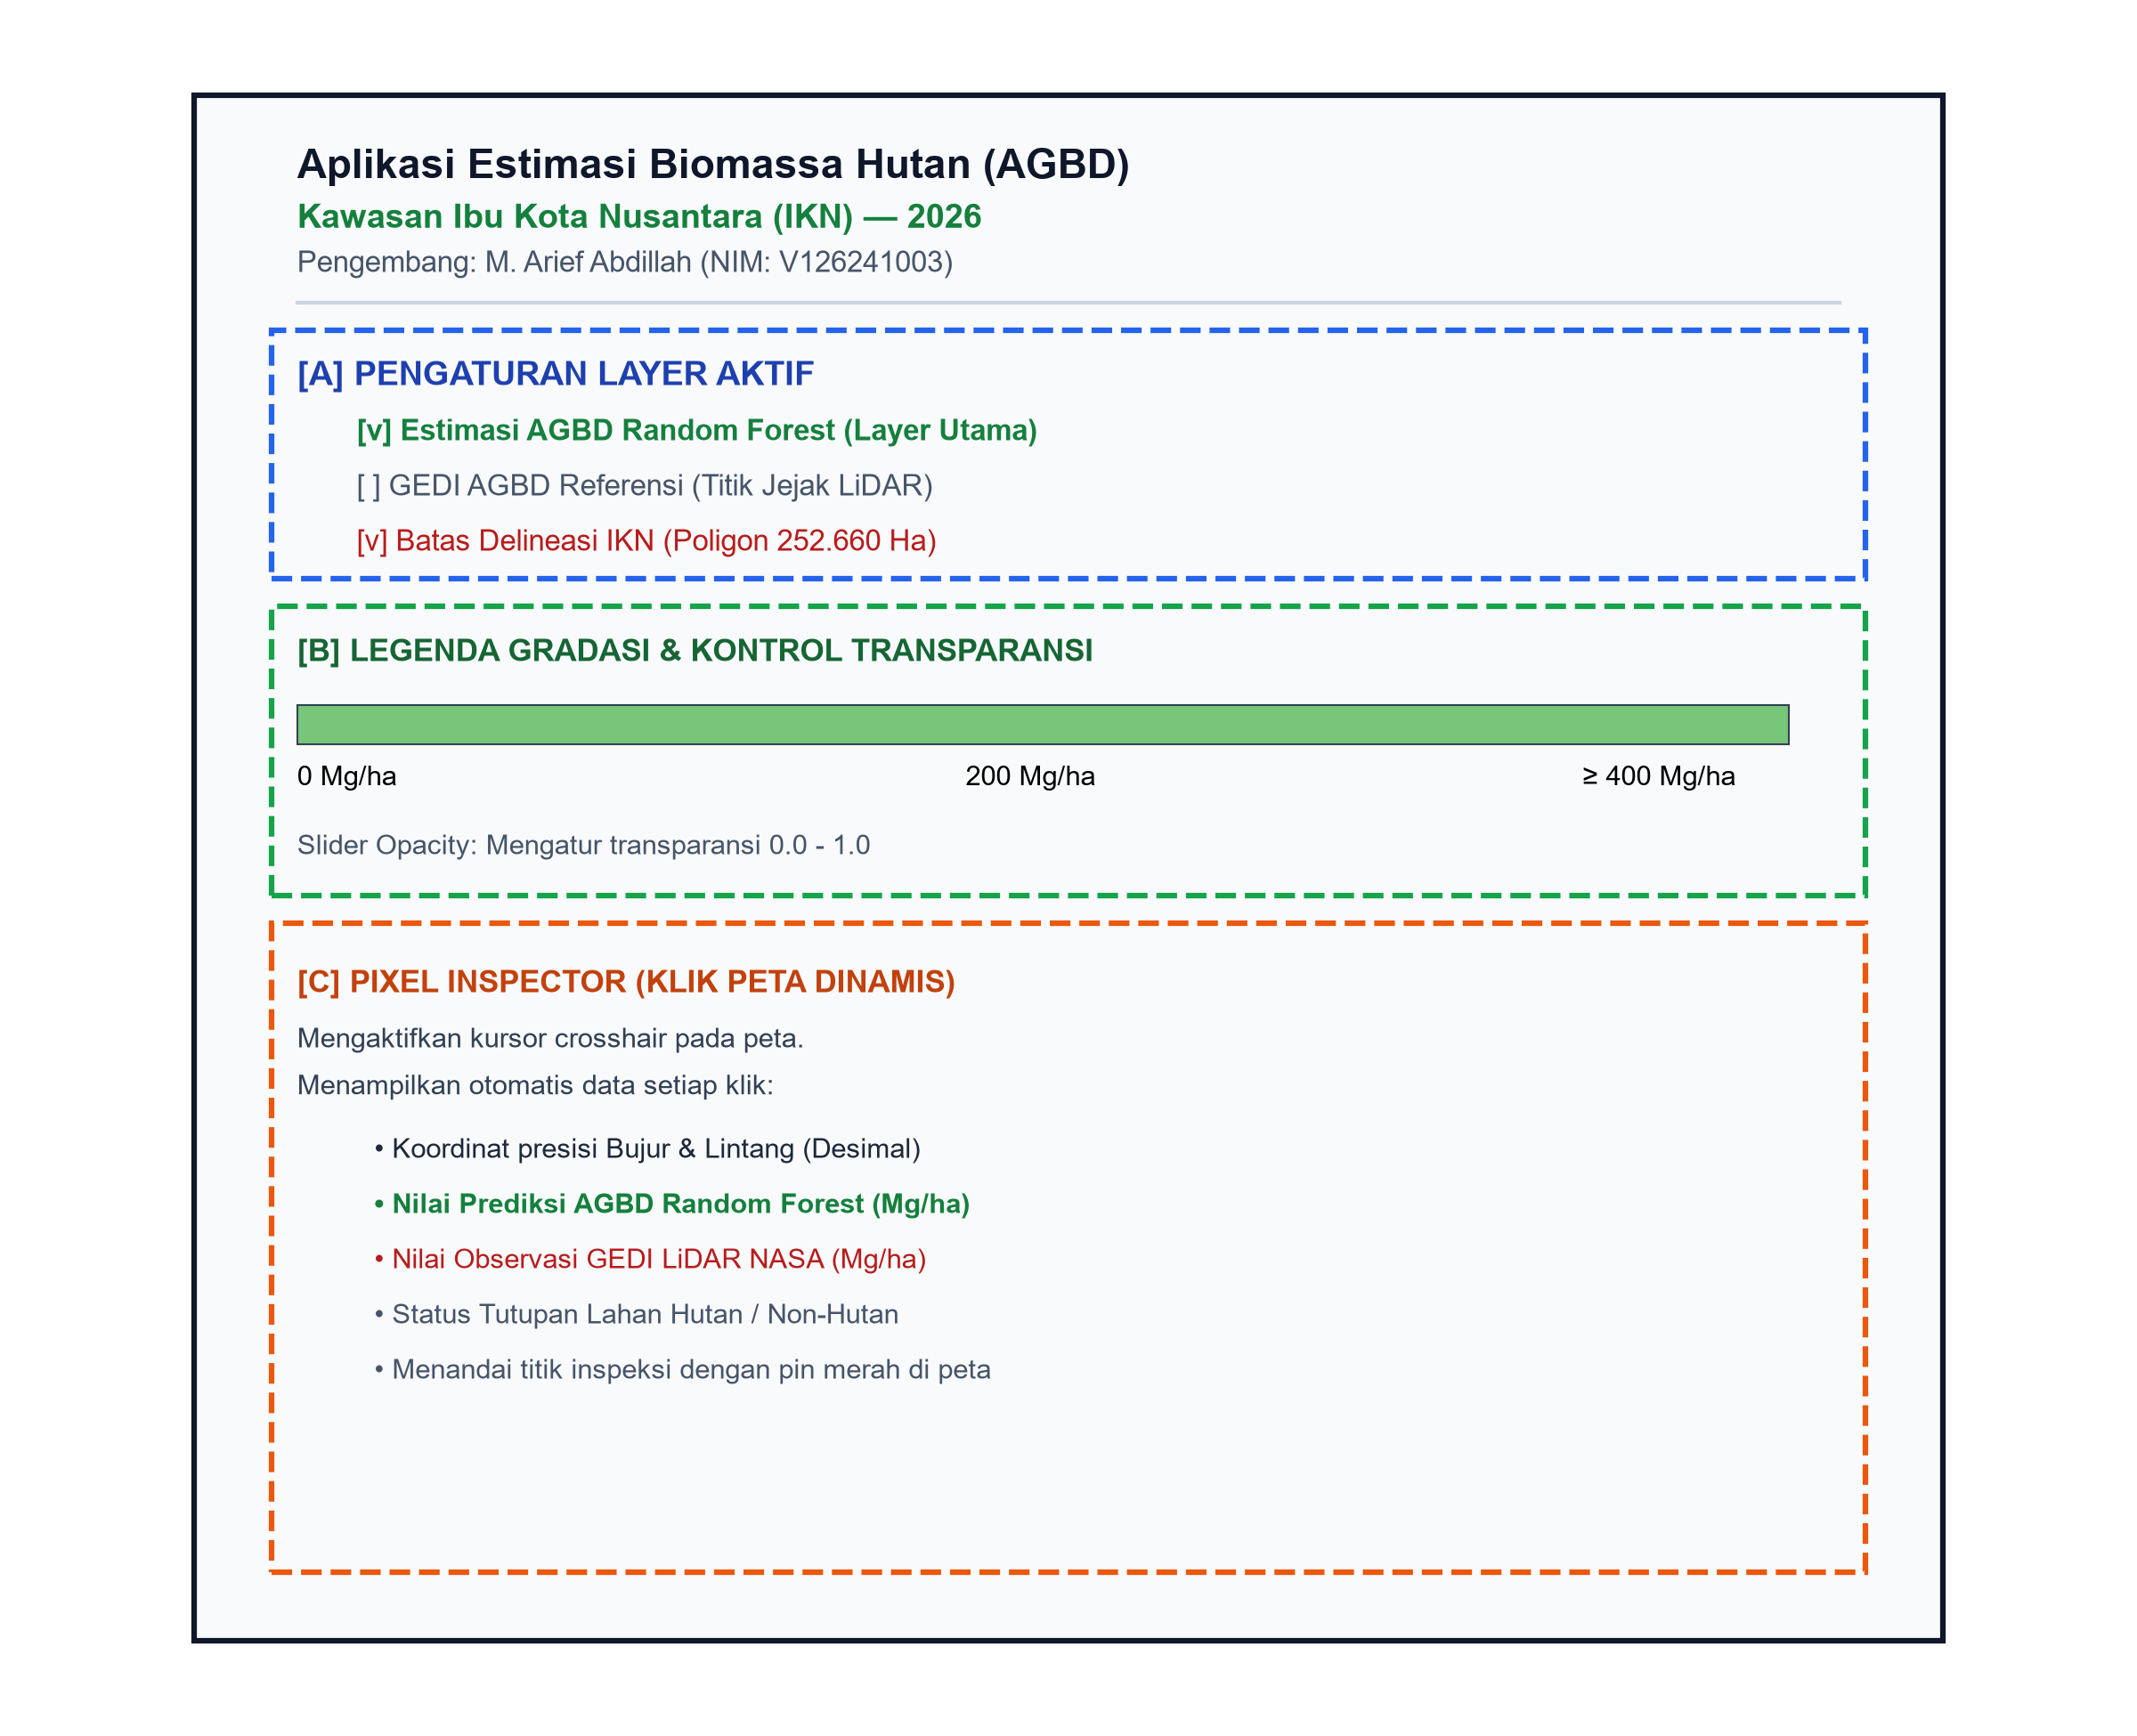 Aplikasi Estimasi Biomassa Hutan (AGBD)
Kawasan Ibu Kota Nusantara (IKN) — 2026
Pengembang: M. Arief Abdillah (NIM: V126241003)
[A] PENGATURAN LAYER AKTIF
[v] Estimasi AGBD Random Forest (Layer Utama)
[ ] GEDI AGBD Referensi (Titik Jejak LiDAR)
[v] Batas Delineasi IKN (Poligon 252.660 Ha)
[B] LEGENDA GRADASI & KONTROL TRANSPARANSI
0 Mg/ha 200 Mg/ha ≥ 400 Mg/ha
Slider Opacity: Mengatur transparansi 0.0 - 1.0
[C] PIXEL INSPECTOR (KLIK PETA DINAMIS)
Mengaktifkan kursor crosshair pada peta.
Menampilkan otomatis data setiap klik:
• Koordinat presisi Bujur & Lintang (Desimal)
• Nilai Prediksi AGBD Random Forest (Mg/ha)
• Nilai Observasi GEDI LiDAR NASA (Mg/ha)
• Status Tutupan Lahan Hutan / Non-Hutan
• Menandai titik inspeksi dengan pin merah di peta